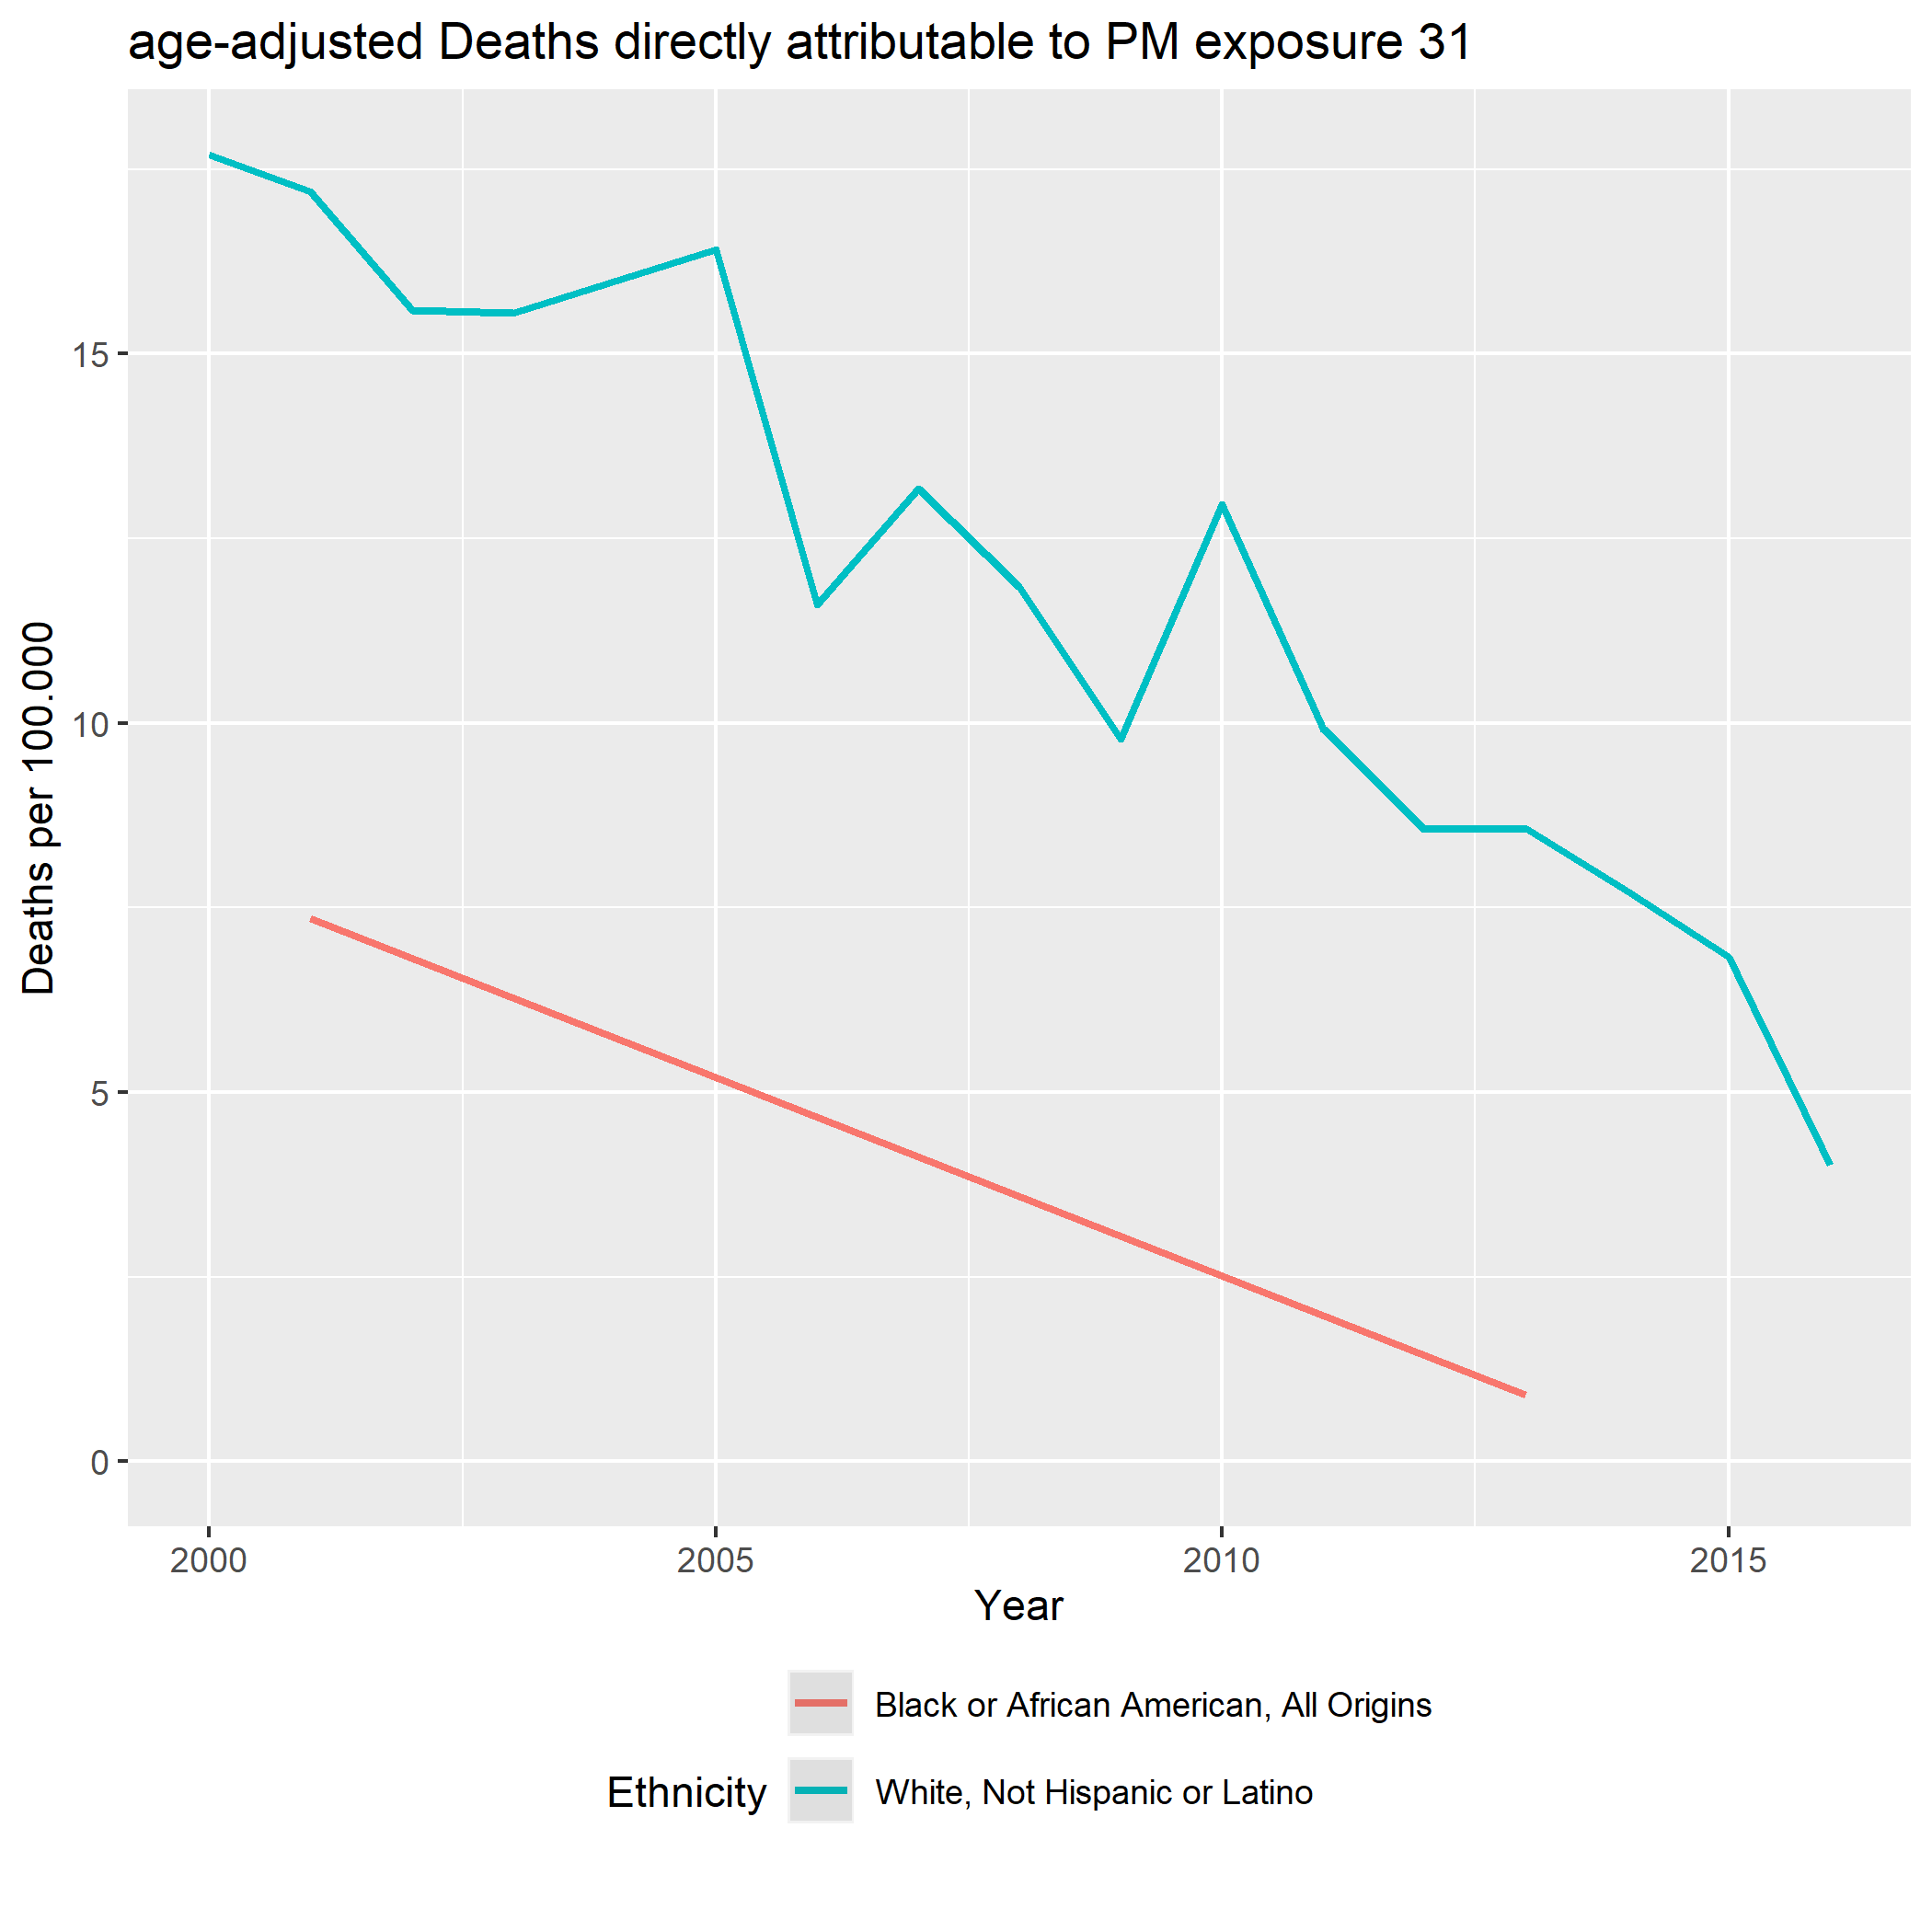 age-adjusted Deaths directly attributable to PM exposure 31
Deaths per 100.000
15
10
5
0
2000 2005 2010 2015
Year
Ethnicity
Black or African American, All Origins
White, Not Hispanic or Latino